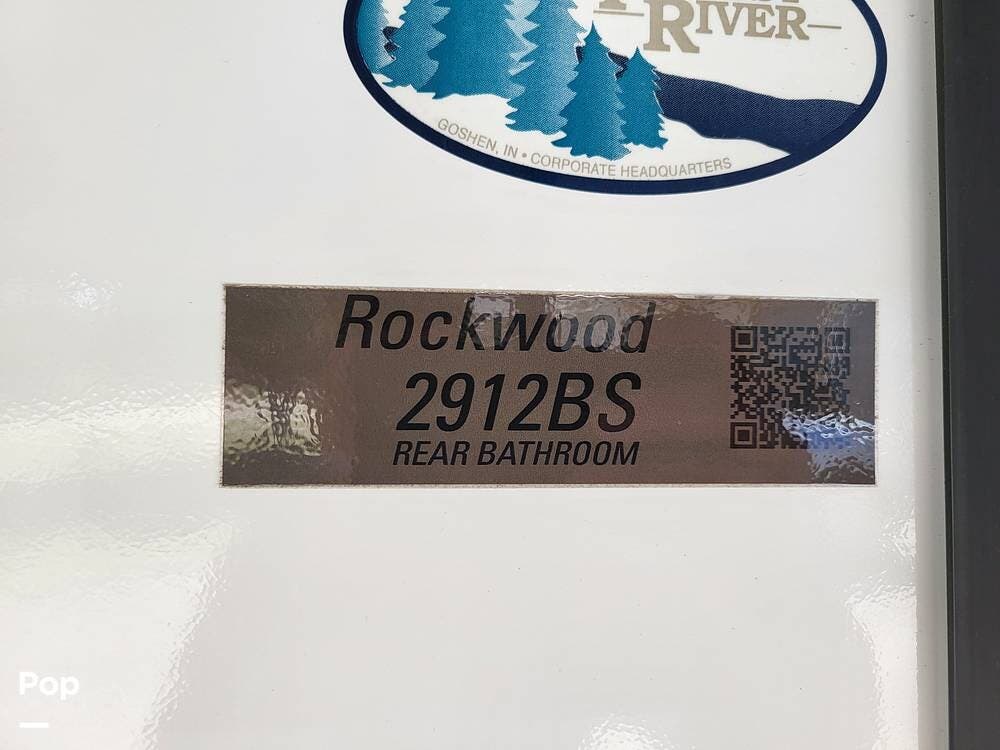 RIVER
GOSHEN, IN • CORPORATE HEADQUARTERS
Rockwood
2912BS
REAR BATHROOM
Pop